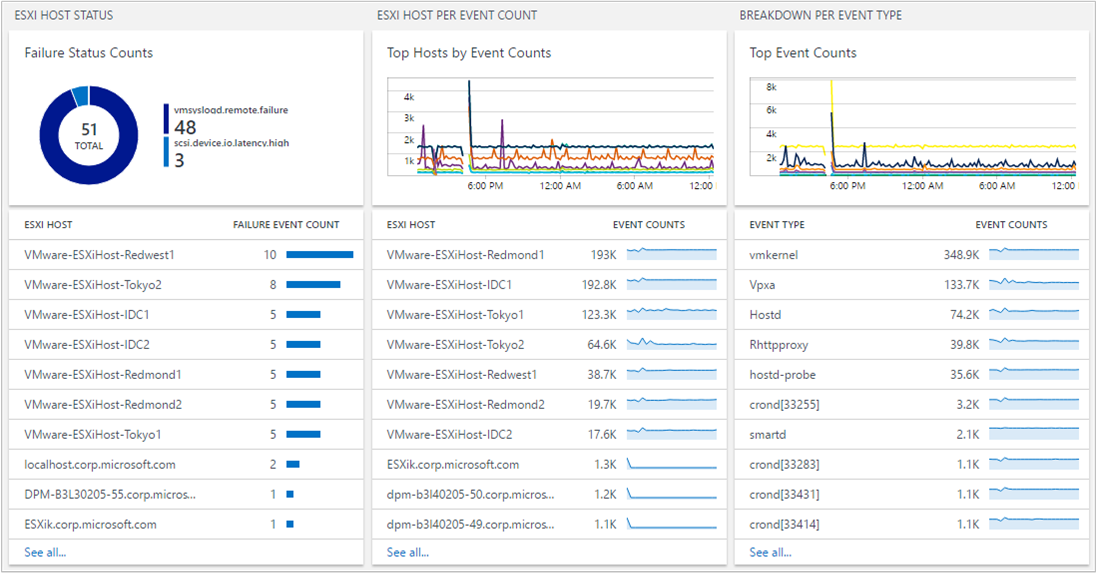 ESXI HOST STATUS
Failure Status Counts
51
TOTAL
vmsyslogd.remote.failure
48
scsi.device.io.latency.high
3
ESXI HOST FAILURE EVENT COUNT
VMware-ESXiHost-Redwest1 10
VMware-ESXiHost-Tokyo2 8
VMware-ESXiHost-IDC1 5
VMware-ESXiHost-IDC2 5
VMware-ESXiHost-Redmond1 5
VMware-ESXiHost-Redmond2 5
VMware-ESXiHost-Tokyo1 5
localhost.corp.microsoft.com 2
DPM-B3L30205-55.corp.micros... 1
ESXik.corp.microsoft.com 1
See all...
ESXI HOST PER EVENT COUNT
Top Hosts by Event Counts
4k
3k
2k
1k
6:00 PM 12:00 AM 6:00 AM 12:00
ESXI HOST EVENT COUNTS
VMware-ESXiHost-Redmond1 193K
VMware-ESXiHost-IDC1 192.8K
VMware-ESXiHost-Tokyo1 123.3K
VMware-ESXiHost-Tokyo2 64.6K
VMware-ESXiHost-Redwest1 38.7K
VMware-ESXiHost-Redmond2 19.7K
VMware-ESXiHost-IDC2 17.6K
ESXik.corp.microsoft.com 1.3K
dpm-b3l40205-50.corp.micros... 1.2K
dpm-b3l40205-49.corp.micros... 1.1K
See all...
BREAKDOWN PER EVENT TYPE
Top Event Counts
8k
6k
4k
2k
6:00 PM 12:00 AM 6:00 AM 12:00
EVENT TYPE EVENT COUNTS
vmkernel 348.9K
Vpxa 133.7K
Hostd 74.2K
Rhttpproxy 39.8K
hostd-probe 35.6K
crond[33255] 3.2K
smartd 2.1K
crond[33283] 1.1K
crond[33431] 1.1K
crond[33414] 1.1K
See all...